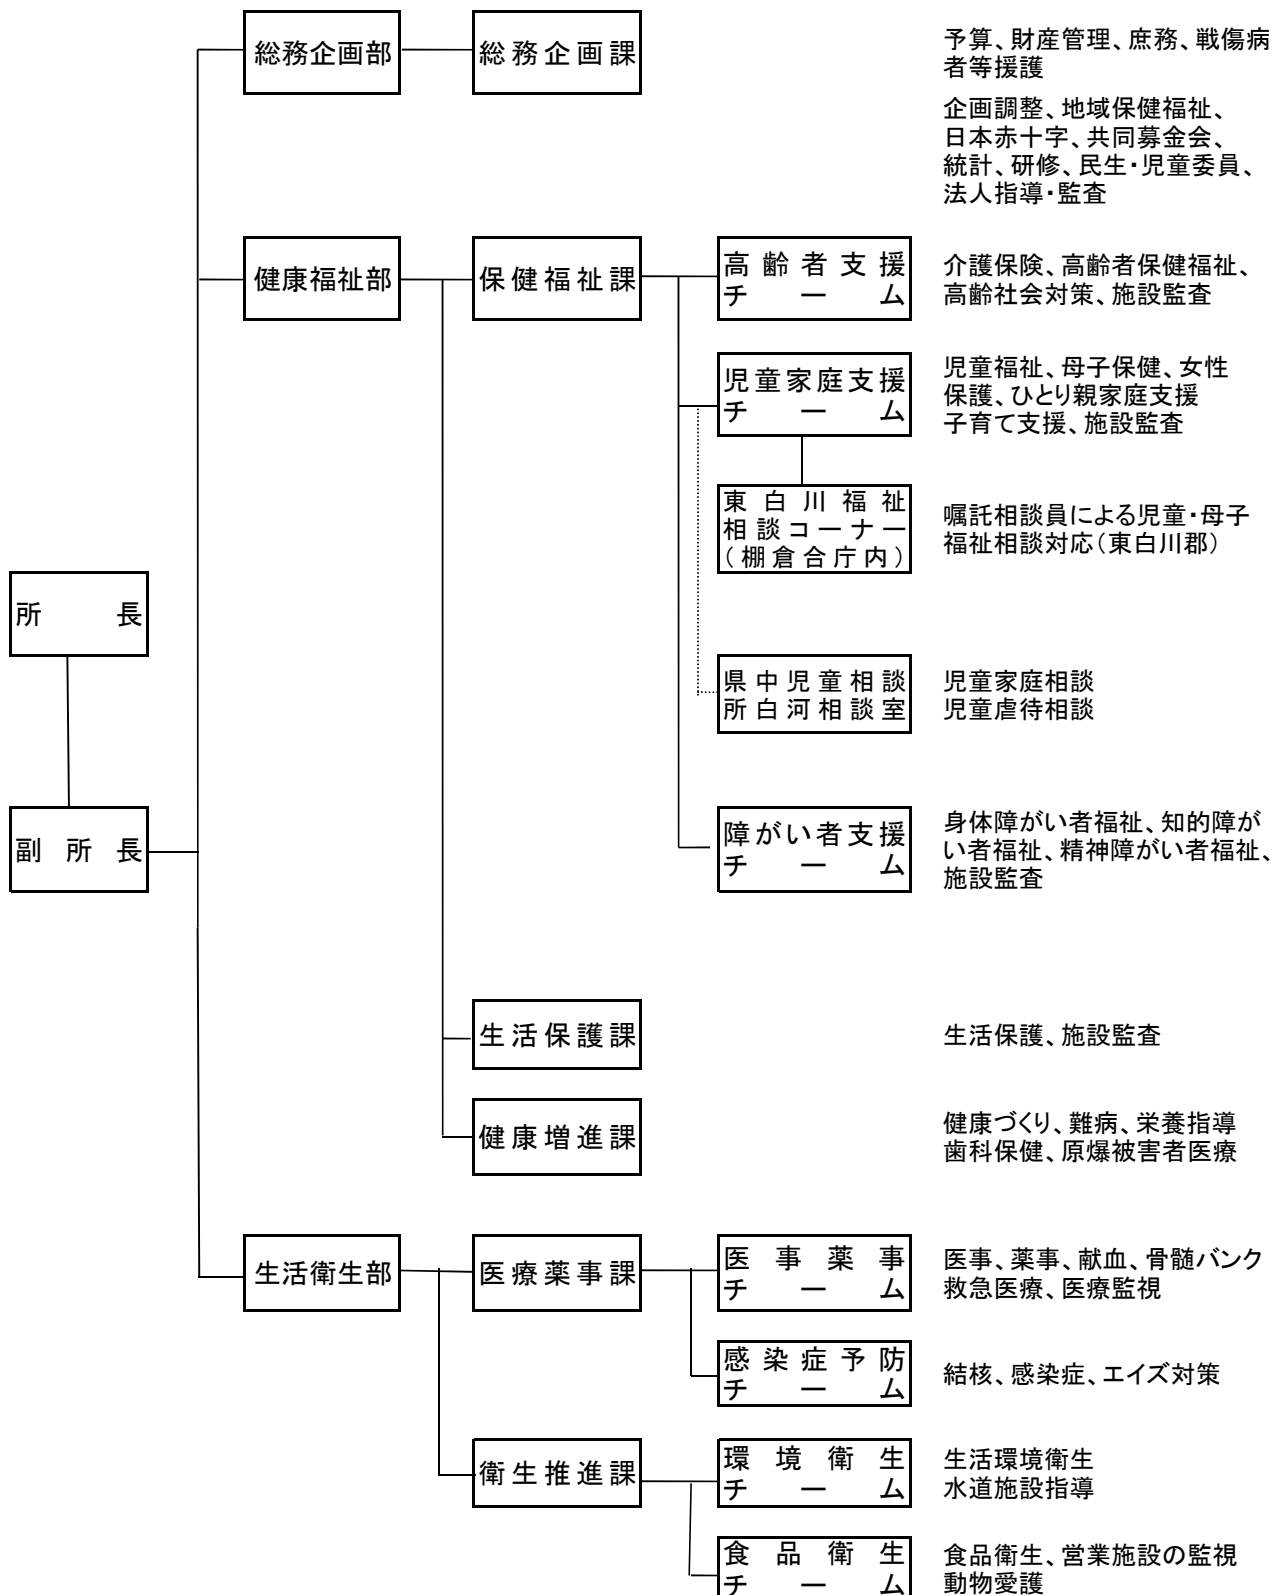 総務企画部
総務企画課
予算、財産管理、庶務、戦傷病
者等援護
企画調整、地域保健福祉、
日本赤十字、共同募金会、
統計、研修、民生・児童委員、
法人指導・監査
健康福祉部
保健福祉課
高齢者支援
チーム
介護保険、高齢者保健福祉、
高齢社会対策、施設監査
児童家庭支援
チーム
児童福祉、母子保健、女性
保護、ひとり親家庭支援
子育て支援、施設監査
東白川福祉
相談コーナー
（棚倉合庁内）
嘱託相談員による児童・母子
福祉相談対応（東白川郡）
所長
県中児童相談
所白河相談室
児童家庭相談
児童虐待相談
副所長
障がい者支援
チーム
身体障がい者福祉、知的障が
い者福祉、精神障がい者福祉、
施設監査
生活保護課
生活保護、施設監査
健康増進課
健康づくり、難病、栄養指導
歯科保健、原爆被害者医療
生活衛生部
医療薬事課
医事薬事
チーム
医事、薬事、献血、骨髄バンク
救急医療、医療監視
感染症予防
チーム
結核、感染症、エイズ対策
衛生推進課
環境衛生
チーム
生活環境衛生
水道施設指導
食品衛生
チーム
食品衛生、営業施設の監視
動物愛護